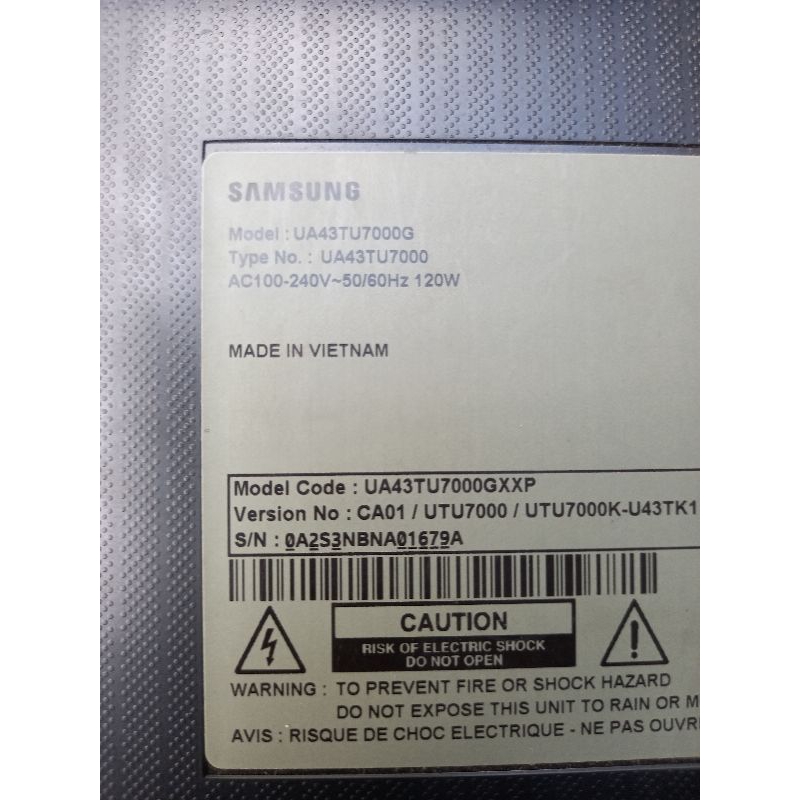 SAMSUNG
Model : UA43TU7000G
Type No. : UA43TU7000
AC100-240V~50/60Hz 120W
MADE IN VIETNAM
Model Code : UA43TU7000GXXP
Version No : CA01 / UTU7000 / UTU7000K-U43TK1
S/N : 0A2S3NBNA01679A
CAUTION
RISK OF ELECTRIC SHOCK
DO NOT OPEN
WARNING : TO PREVENT FIRE OR SHOCK HAZARD
DO NOT EXPOSE THIS UNIT TO RAIN OR M
AVIS : RISQUE DE CHOC ELECTRIQUE - NE PAS OUVRI